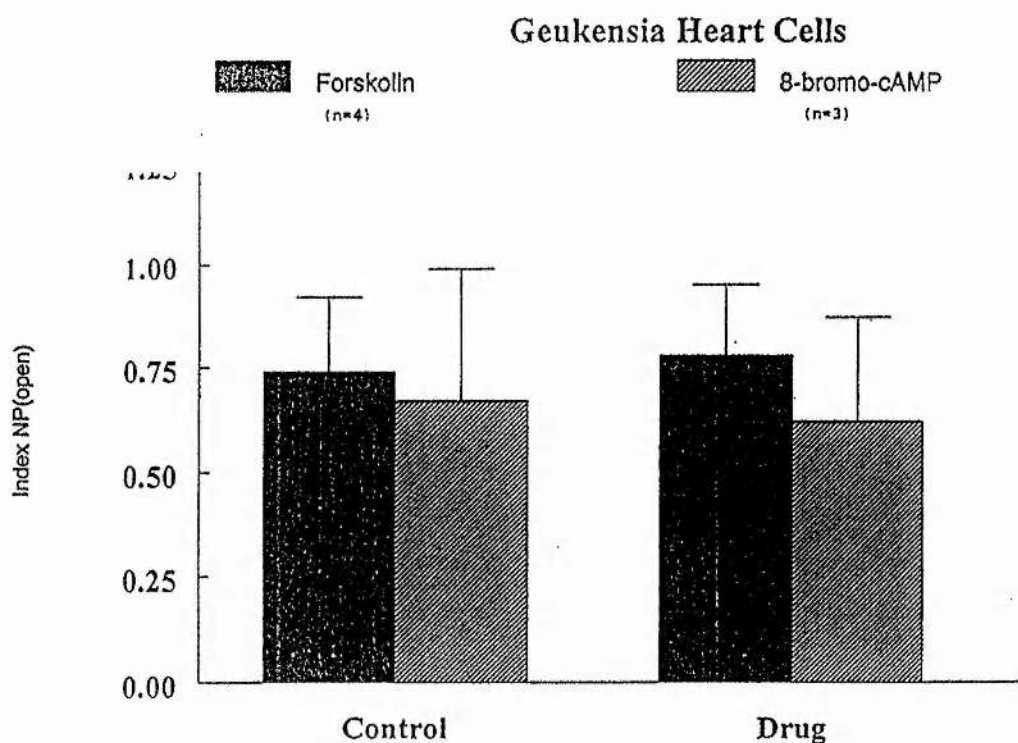 Geukensia Heart Cells
Forskolin
(n=4)
8-bromo-cAMP
(n=3)
1.00
0.75
0.50
0.25
0.00
Index NP(open)
Control
Drug